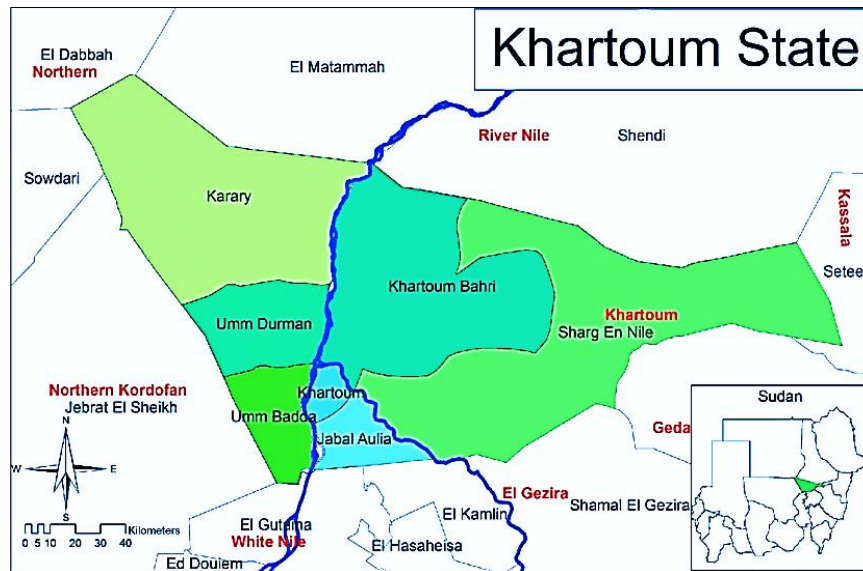 Khartoum State
El Dabbah
Northern
El Matammah
River Nile
Shendi
Sowdari
Karary
Kassala
Setee
Khartoum Bahri
Umm Durman
Khartoum
Sharg En Nile
Northern Kordofan
Jebrat El Sheikh
Khartoum
Umm Badda
Jabal Aulia
Geda
Sudan
N
W
E
S
Kilometers
0 5 10 20 30 40
El Gezira
Shamal El Gezira
El Kamlin
El Gutaina
White Nile
El Hasaheisa
Ed Douiem